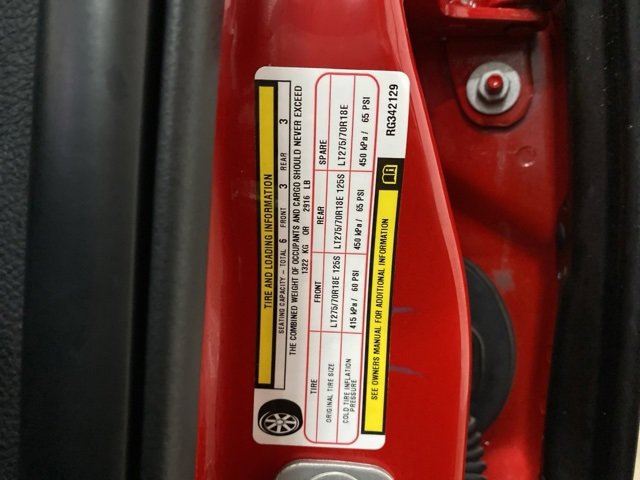 TIRE AND LOADING INFORMATION
SEATING CAPACITY – TOTAL 6 FRONT 3 REAR 3
THE COMBINED WEIGHT OF OCCUPANTS AND CARGO SHOULD NEVER EXCEED
1322 KG OR 2916 LB
TIRE FRONT REAR SPARE
ORIGINAL TIRE SIZE LT275/70R18E 125S LT275/70R18E 125S LT275/70R18E
COLD TIRE INFLATION PRESSURE 415 kPa / 60 PSI 450 kPa / 65 PSI 450 kPa / 65 PSI
SEE OWNERS MANUAL FOR ADDITIONAL INFORMATION
RG342129